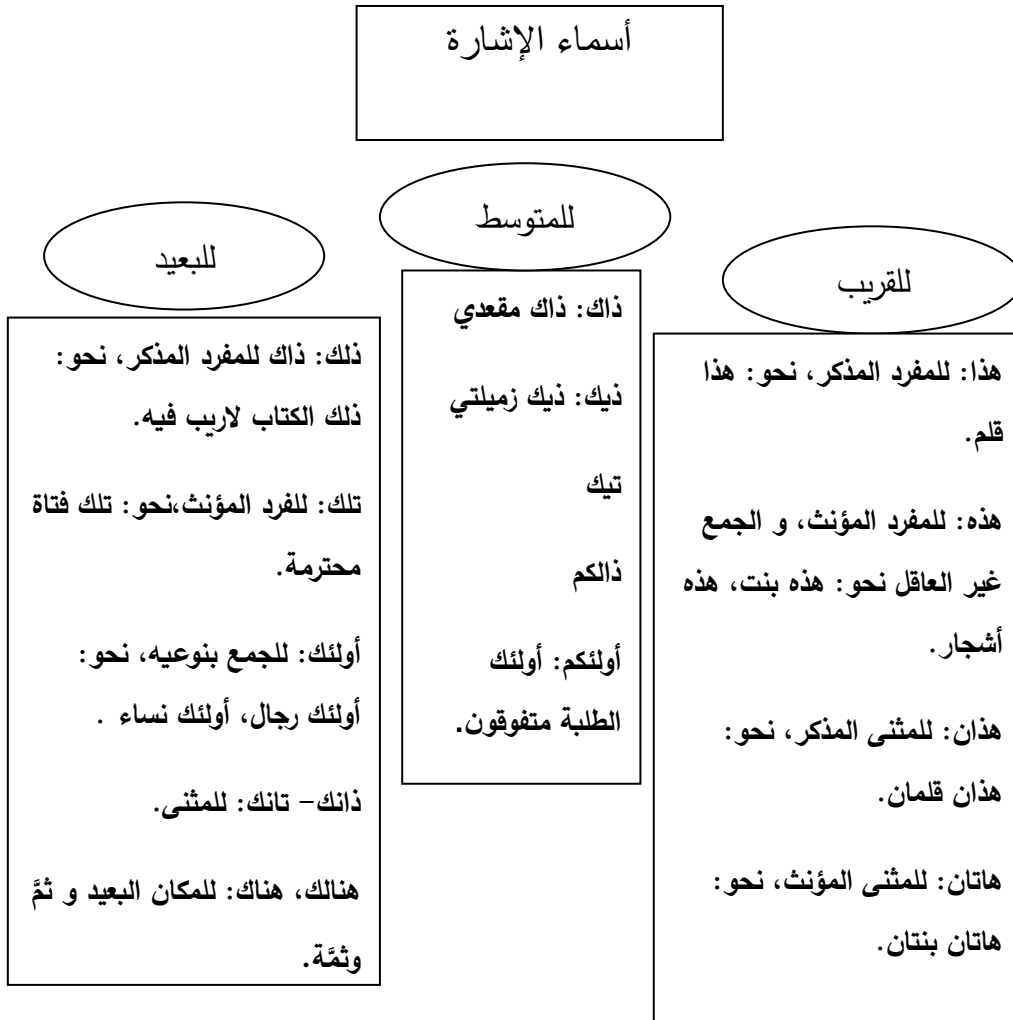 أسماء الإشارة
للقريب
هذا: للمفرد المذكر، نحو: هذا
قلم.
هذه: للمفرد المؤنث، و الجمع
غير العاقل نحو: هذه بنت، هذه
أشجار.
هذان: للمثنى المذكر، نحو:
هذان قلمان.
هاتان: للمثنى المؤنث، نحو:
هاتان بنتان.
للمتوسط
ذاك: ذاك مقعدي
ذيك: ذيك زميلتي
تيك
ذالكم
أولئكم: أولئك
الطلبة متفوقون.
للبعيد
ذلك: ذاك للمفرد المذكر، نحو:
ذلك الكتاب لاريب فيه.
تلك: للفرد المؤنث،نحو: تلك فتاة
محترمة.
أولئك: للجمع بنوعيه، نحو:
أولئك رجال، أولئك نساء .
ذانك– تانك: للمثنى.
هنالك، هناك: للمكان البعيد و ثمَّ
وثمَّة.